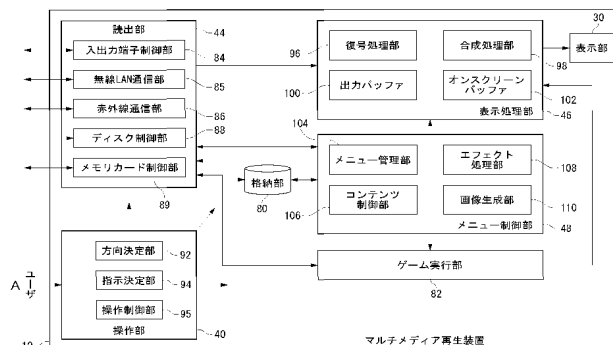 読出部
44
入出力端子制御部
84
無線LAN通信部
85
赤外線通信部
86
ディスク制御部
88
メモリカード制御部
89
96
復号処理部
合成処理部
98
100
出力バッファ
オンスクリーン
バッファ
102
表示処理部
46
30
表示部
104
メニュー管理部
エフェクト
処理部
108
格納部
80
コンテンツ
制御部
106
画像生成部
110
メニュー制御部
48
ゲーム実行部
82
A
ユーザ
方向決定部
92
指示決定部
94
操作制御部
95
操作部
40
マルチメディア再生装置